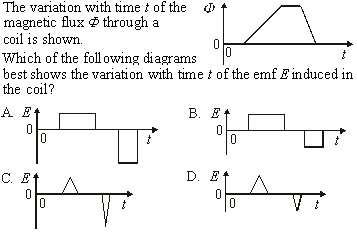 The variation with time t of the
magnetic flux Φ through a
coil is shown.
Φ
0
0
t
Which of the following diagrams
best shows the variation with time t of the emf E induced in
the coil?
A. E
0
0
t
B. E
0
0
t
C. E
0
0
t
D. E
0
0
t